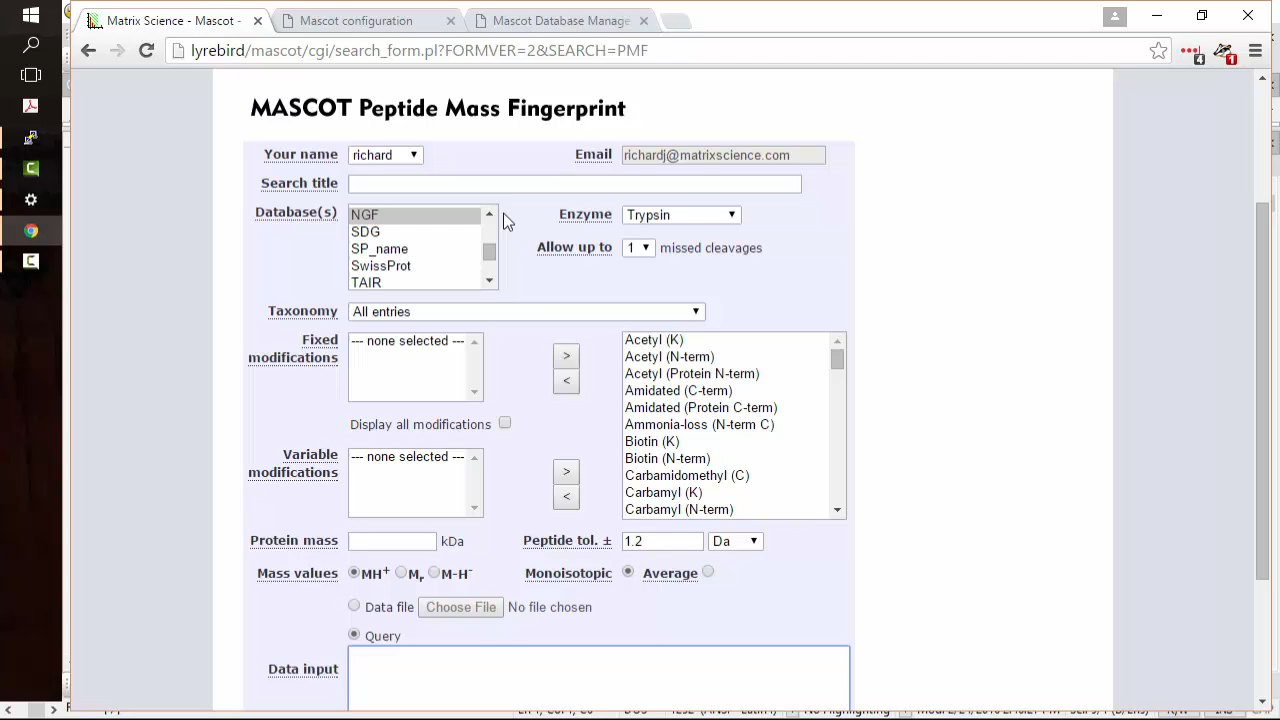 Matrix Science - Mascot -
Mascot configuration
Mascot Database Manage
lyrebird/mascot/cgi/search_form.pl?FORMVER=2&SEARCH=PMF
4
1
MASCOT Peptide Mass Fingerprint
Your name richard Email richardj@matrixscience.com
Search title
Database(s) NGF
SDG
SP_name
SwissProt
TAIR
Enzyme Trypsin
Allow up to 1 missed cleavages
Taxonomy All entries
Fixed modifications --- none selected ---
>
<
Display all modifications
Variable modifications --- none selected ---
>
<
Acetyl (K)
Acetyl (N-term)
Acetyl (Protein N-term)
Amidated (C-term)
Amidated (Protein C-term)
Ammonia-loss (N-term C)
Biotin (K)
Biotin (N-term)
Carbamidomethyl (C)
Carbamyl (K)
Carbamyl (N-term)
Protein mass kDa Peptide tol. ± 1.2 Da
Mass values MH+ Mr M-H- Monoisotopic Average
Data file Choose File No file chosen
Query
Data input